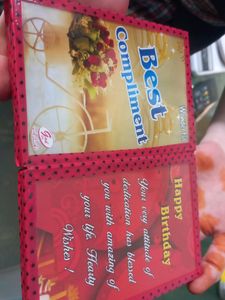 Best
Compliment
Happy
Birthday
Your very attitude of
dedication has blessed
you with amazing of
your life. Hearty
Wishes !